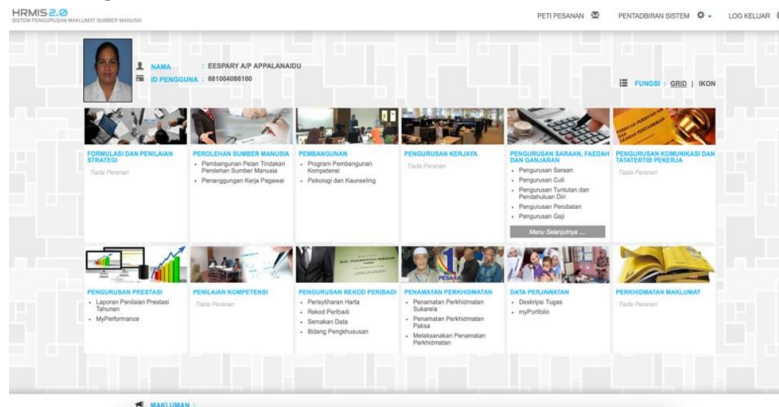 HRMIS 2.0
SISTEM PENGURUSAN MAKLUMAT SUMBER MANUSIA
PETI PESANAN
PENTADBIRAN SISTEM
LOG KELUAR
NAMA : EESPARY A/P APPALANAIDU
ID PENGGUNA : 681004086160
FUNGSI : GRID | IKON
FORMULASI DAN PENILAIAN STRATEGI
Tiada Peranan
PEROLEHAN SUMBER MANUSIA
• Pembangunan Pelan Tindakan Perolehan Sumber Manusia
• Penanggungan Kerja Pegawai
PEMBANGUNAN
• Program Pembangunan Kompetensi
• Psikologi dan Kaunseling
PENGURUSAN KERJAYA
Tiada Peranan
PENGURUSAN SARAAN, FAEDAH DAN GANJARAN
• Pengurusan Saraan
• Pengurusan Cuti
• Pengurusan Tuntutan dan Pendahuluan Diri
• Pengurusan Perubatan
• Pengurusan Gaji
Menu Selanjutnya ...
PENGURUSAN KOMUNIKASI DAN TATATERTIB PEKERJA
Tiada Peranan
PENGURUSAN PRESTASI
• Laporan Penilaian Prestasi Tahunan
• MyPerformance
PENILAIAN KOMPETENSI
Tiada Peranan
PENGURUSAN REKOD PERIBADI
• Perisytiharan Harta
• Rekod Peribadi
• Semakan Data
• Bidang Pengkhususan
PENAMATAN PERKHIDMATAN
• Penamatan Perkhidmatan Sukarela
• Penamatan Perkhidmatan Paksa
• Melaksanakan Penamatan Perkhidmatan
DATA PERJAWATAN
• Deskripsi Tugas
• myPortfolio
PERKHIDMATAN MAKLUMAT
Tiada Peranan
MAKLUMAN :